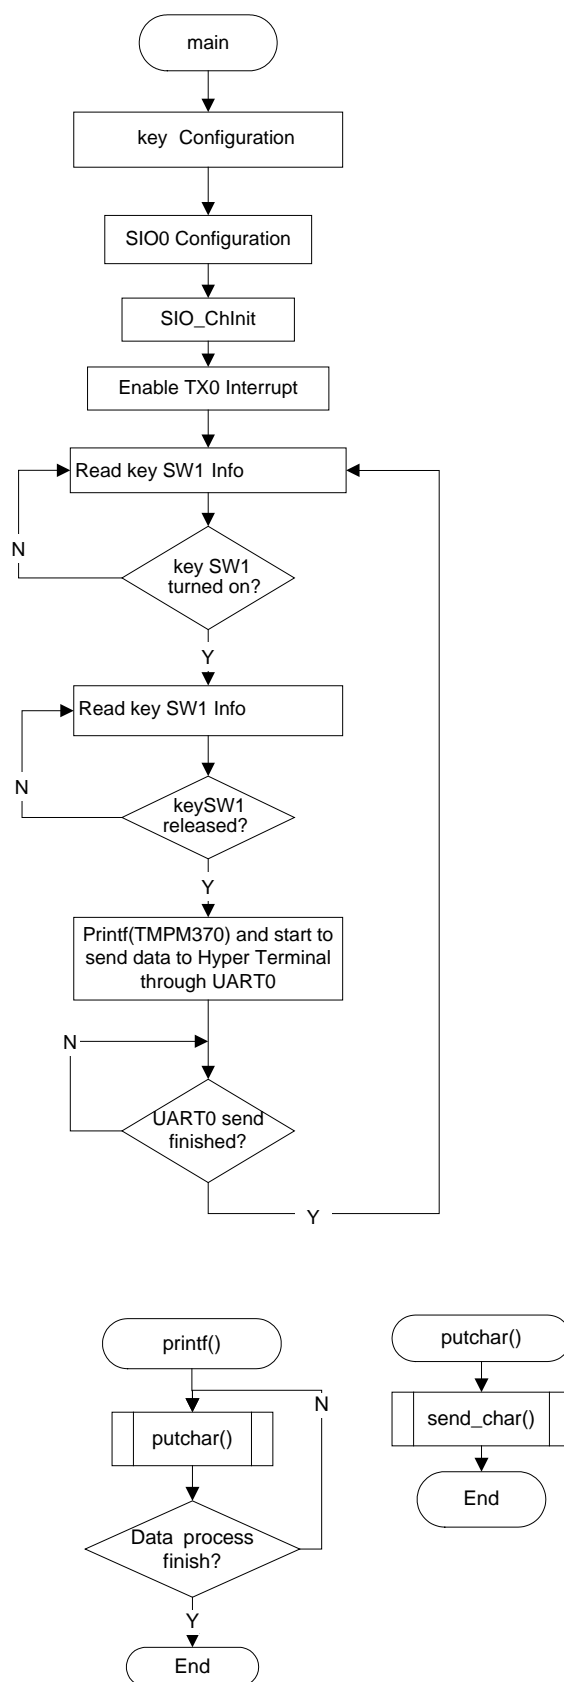 main
key  Configuration
SIO0 Configuration
SIO_ChInit
Enable TX0 Interrupt
Read key SW1 Info
N
key SW1
turned on?
Y
Read key SW1 Info
N
keySW1
released?
Y
Printf(TMPM370) and start to
send data to Hyper Terminal
through UART0
N
UART0 send
finished?
Y
printf()
N
putchar()
Data  process
finish?
Y
End
putchar()
send_char()
End